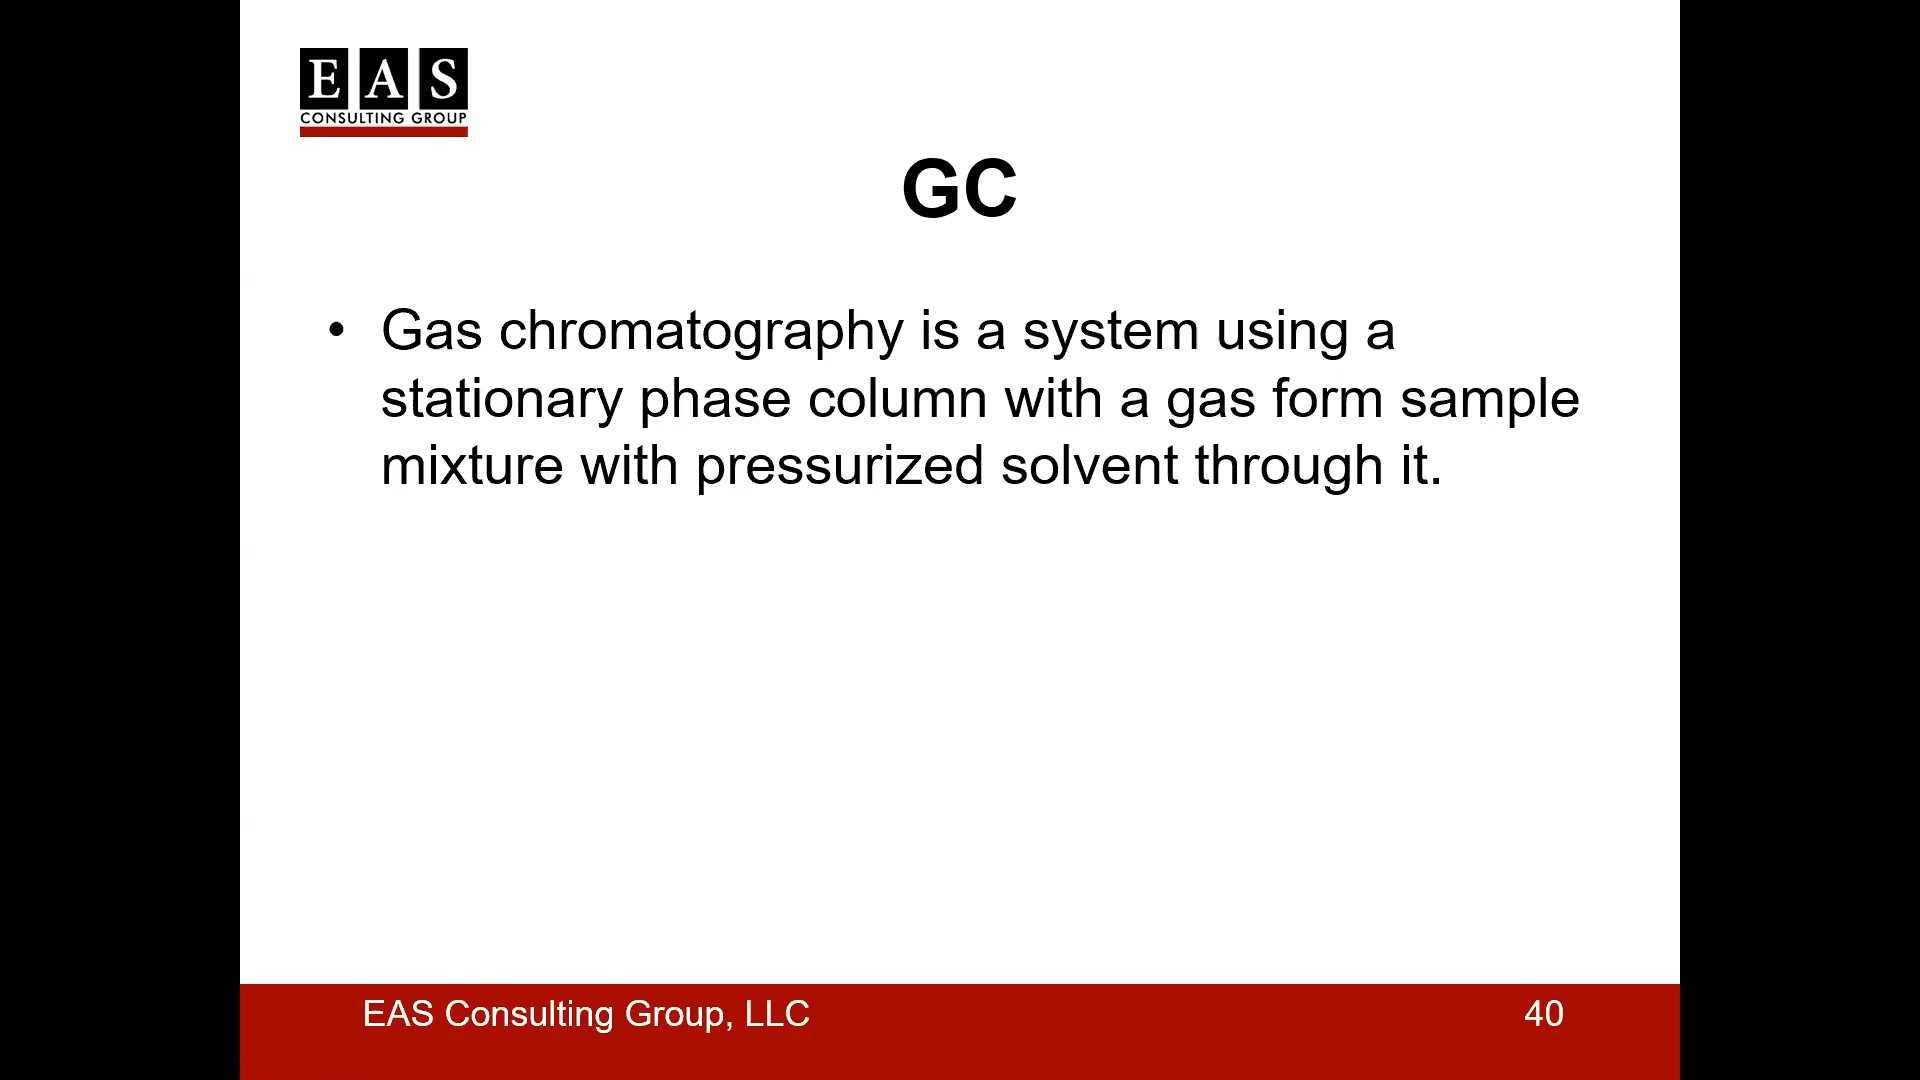 EAS
CONSULTING GROUP
GC
• Gas chromatography is a system using a
stationary phase column with a gas form sample
mixture with pressurized solvent through it.
EAS Consulting Group, LLC
40